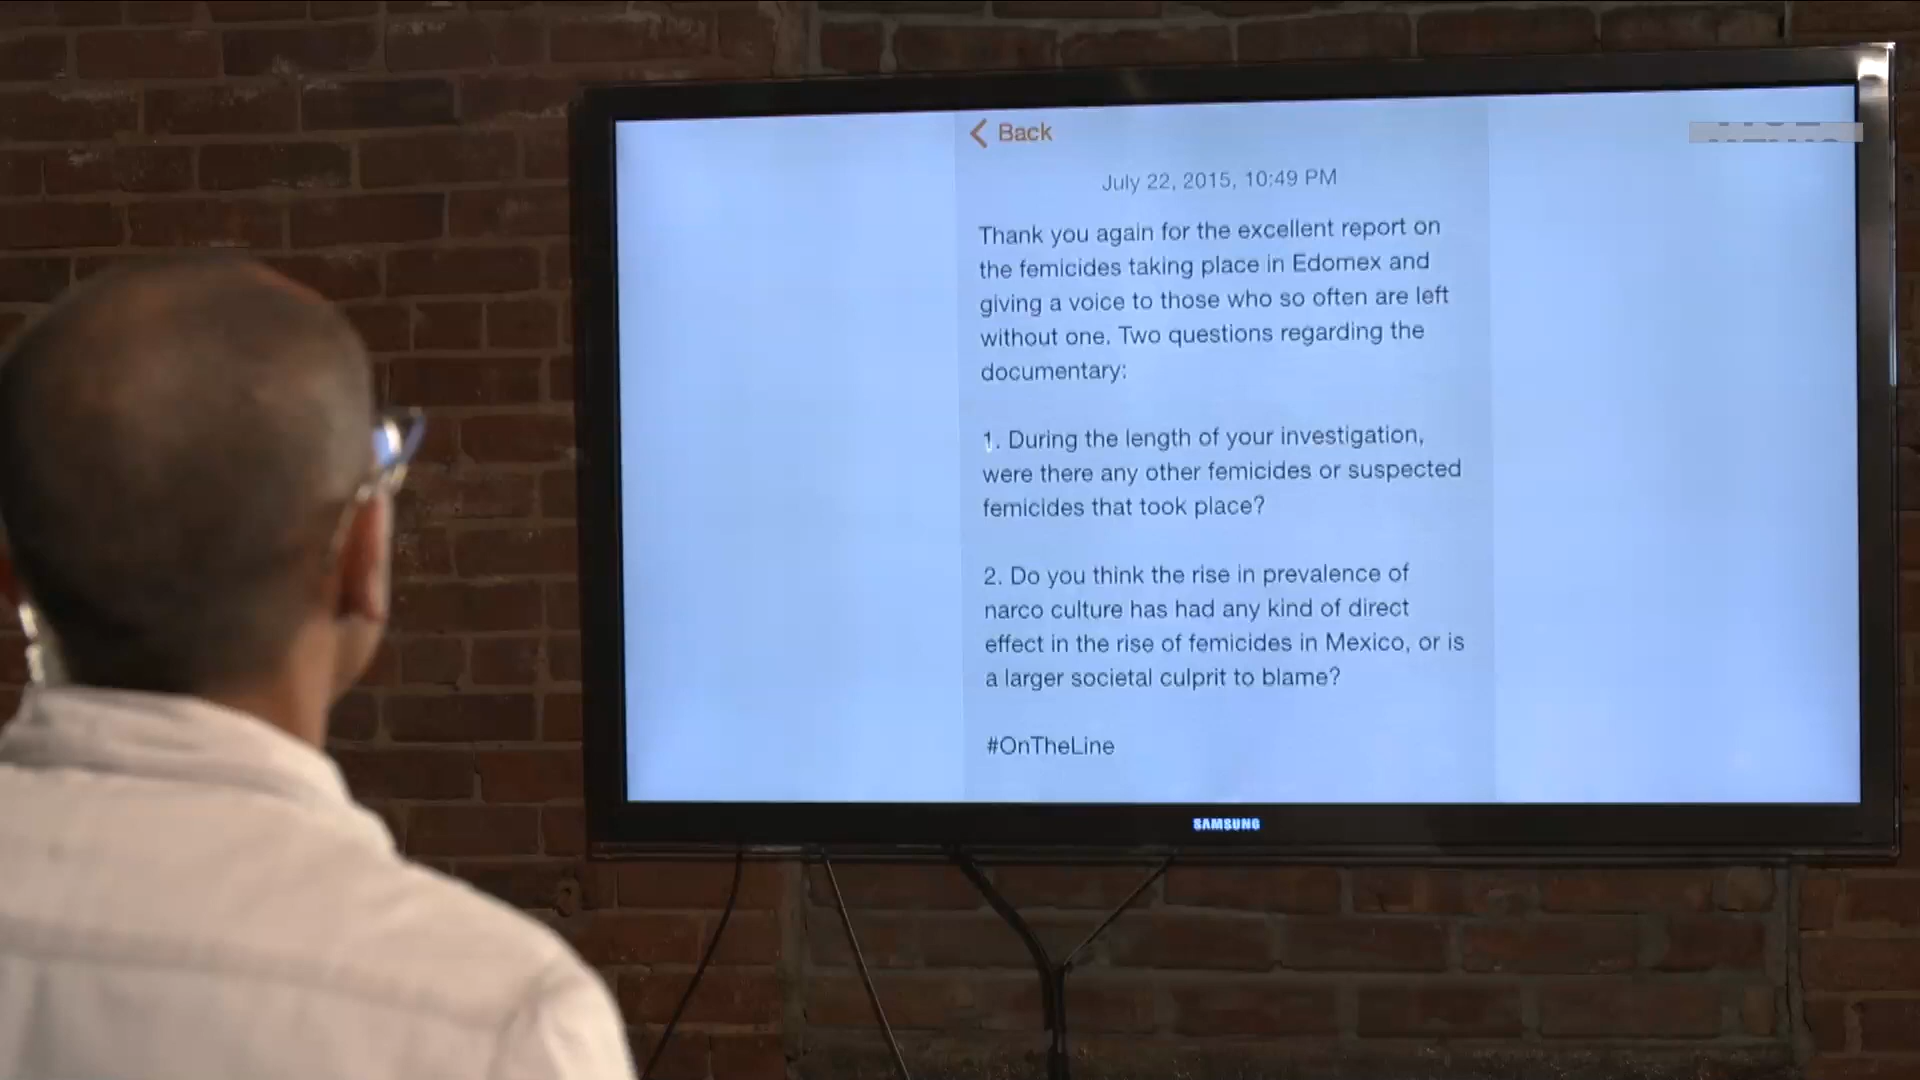 Back
July 22, 2015, 10:49 PM
Thank you again for the excellent report on
the femicides taking place in Edomex and
giving a voice to those who so often are left
without one. Two questions regarding the
documentary:
1. During the length of your investigation,
were there any other femicides or suspected
femicides that took place?
2. Do you think the rise in prevalence of
narco culture has had any kind of direct
effect in the rise of femicides in Mexico, or is
a larger societal culprit to blame?
#OnTheLine
SAMSUNG